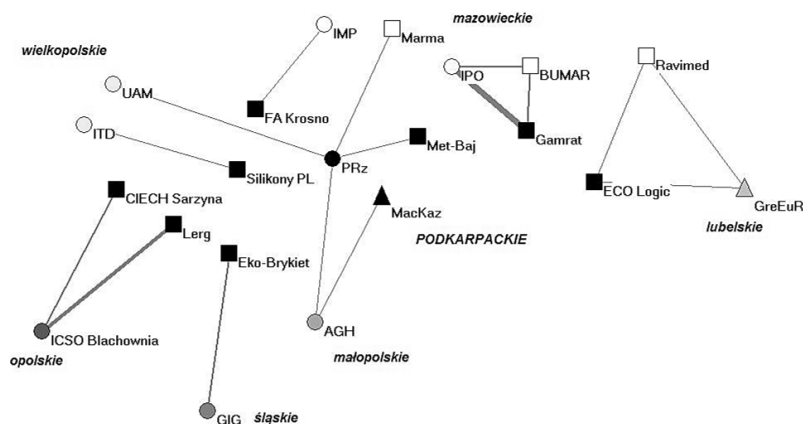 mazowieckie
IMP
Marma
wielkopolskie
Ravimed
IPO
BUMAR
UAM
FA Krosno
ITD
Met-Baj
Gamrat
PRz
Silikony PL
ECO Logic
CIECH Sarzyna
MacKaz
GreEuR
Lerg
PODKARPACKIE
lubelskie
Eko-Brykiet
ICSO Blachownia
AGH
opolskie
małopolskie
GIG
śląskie